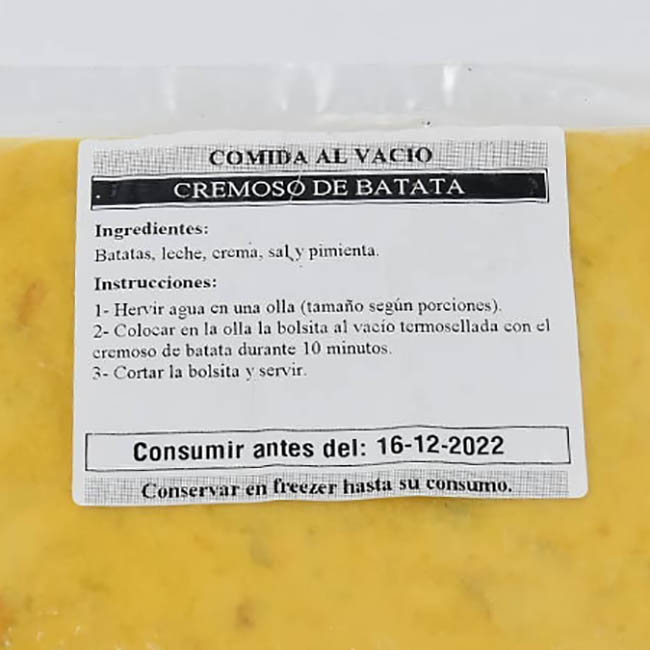 COMIDA AL VACIO
CREMOSO DE BATATA
Ingredientes:
Batatas, leche, crema, sal y pimienta.
Instrucciones:
1- Hervir agua en una olla (tamaño según porciones).
2- Colocar en la olla la bolsita al vacío termosellada con el
cremoso de batata durante 10 minutos.
3- Cortar la bolsita y servir.
Consumir antes del: 16-12-2022
Conservar en freezer hasta su consumo.